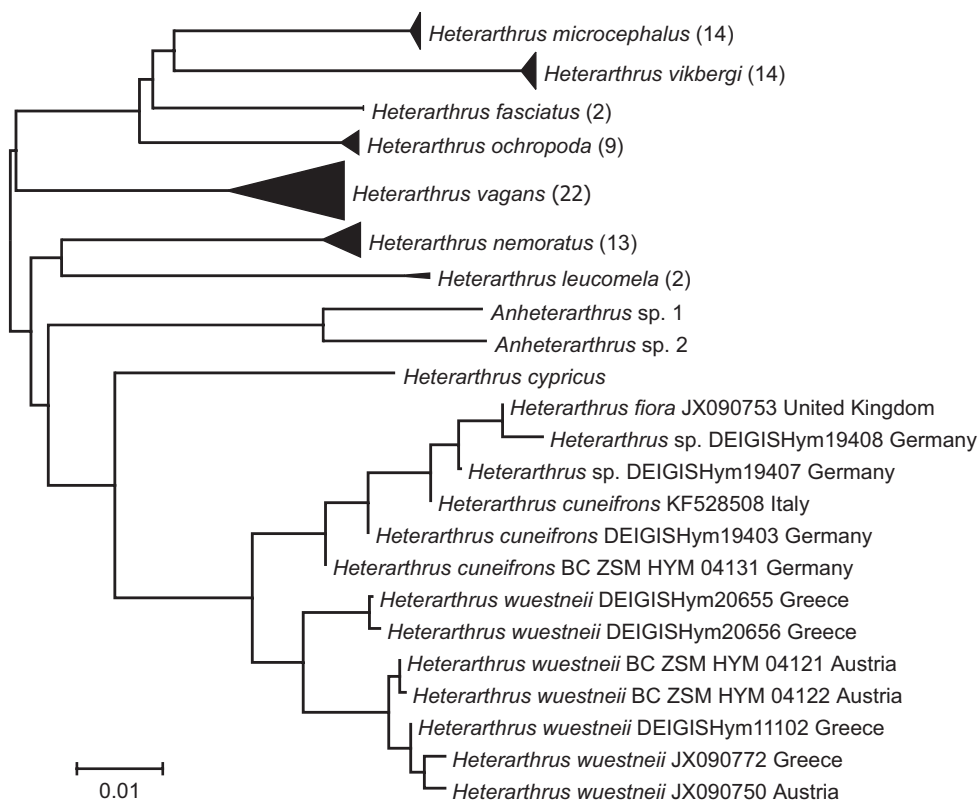 Heterarthrus microcephalus (14)
Heterarthrus vikbergi (14)
Heterarthrus fasciatus (2)
Heterarthrus ochropoda (9)
Heterarthrus vagans (22)
Heterarthrus nemoratus (13)
Heterarthrus leucomela (2)
Anheterarthrus sp. 1
Anheterarthrus sp. 2
Heterarthrus cypricus
Heterarthrus fiora JX090753 United Kingdom
Heterarthrus sp. DEIGISHym19408 Germany
Heterarthrus sp. DEIGISHym19407 Germany
Heterarthrus cuneifrons KF528508 Italy
Heterarthrus cuneifrons DEIGISHym19403 Germany
Heterarthrus cuneifrons BC ZSM HYM 04131 Germany
Heterarthrus wuestneii DEIGISHym20655 Greece
Heterarthrus wuestneii DEIGISHym20656 Greece
Heterarthrus wuestneii BC ZSM HYM 04121 Austria
Heterarthrus wuestneii BC ZSM HYM 04122 Austria
Heterarthrus wuestneii DEIGISHym11102 Greece
Heterarthrus wuestneii JX090772 Greece
Heterarthrus wuestneii JX090750 Austria
0.01